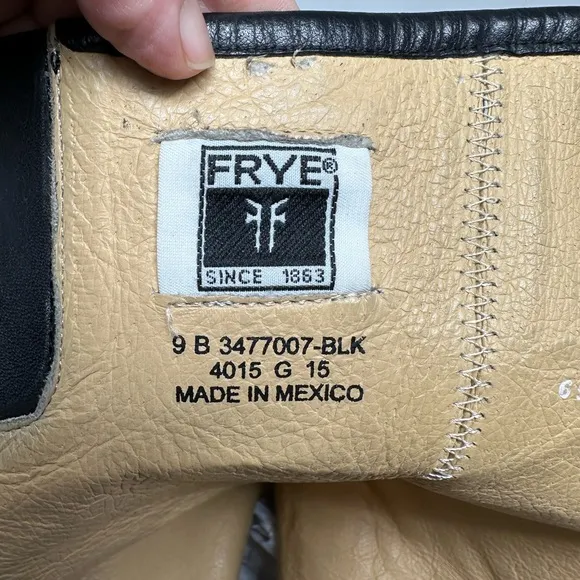 FRYE®
SINCE 1863
9 B 3477007-BLK
4015 G 15
MADE IN MEXICO